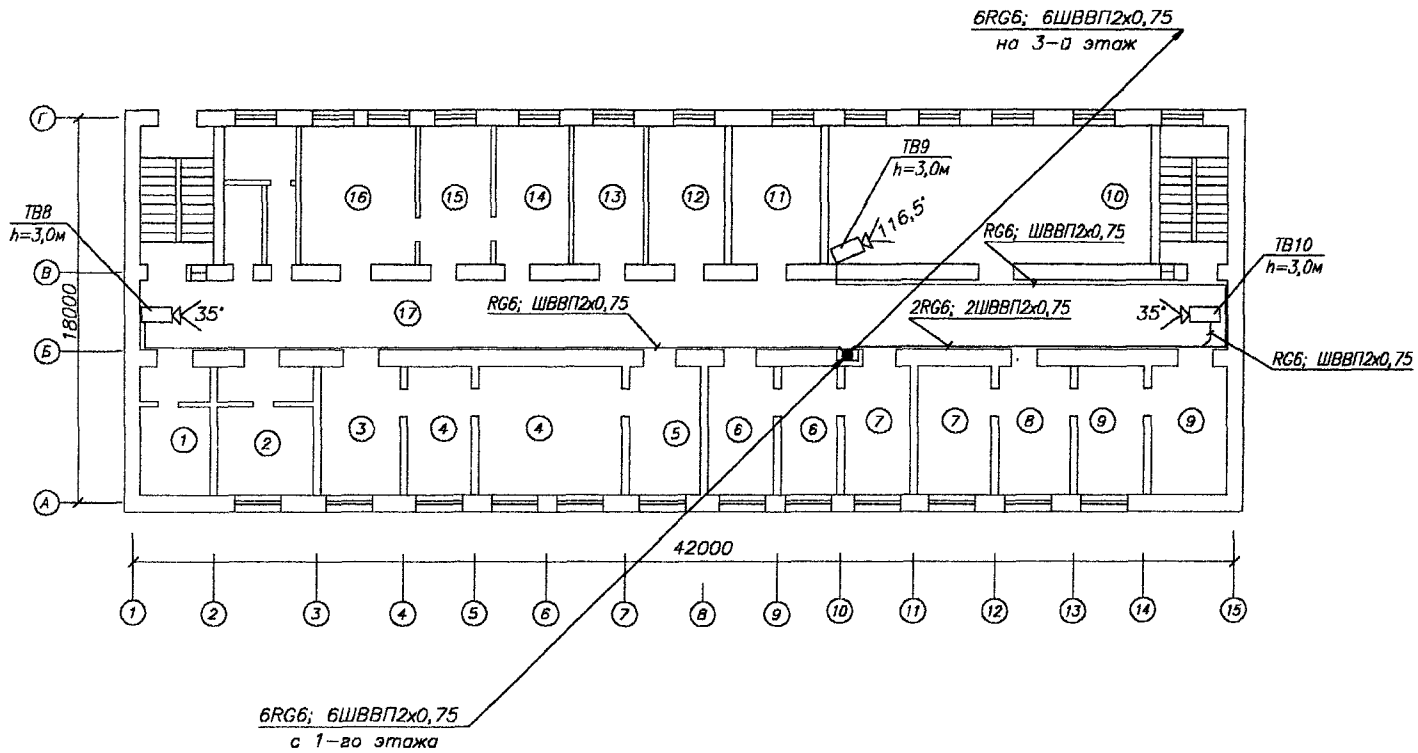 6RG6; 6ШВВП2х0,75
на 3-й этаж
Г
ТВ9
h=3,0м
16
15
14
13
12
11
10
116,5°
ТВ8
h=3,0м
RG6; ШВВП2х0,75
ТВ10
h=3,0м
В
18000
35°
17
RG6; ШВВП2х0,75
2RG6; 2ШВВП2х0,75
35°
Б
RG6; ШВВП2х0,75
1
2
3
4
4
5
6
6
7
7
8
9
9
А
42000
1
2
3
4
5
6
7
8
9
10
11
12
13
14
15
6RG6; 6ШВВП2х0,75
с 1-го этажа